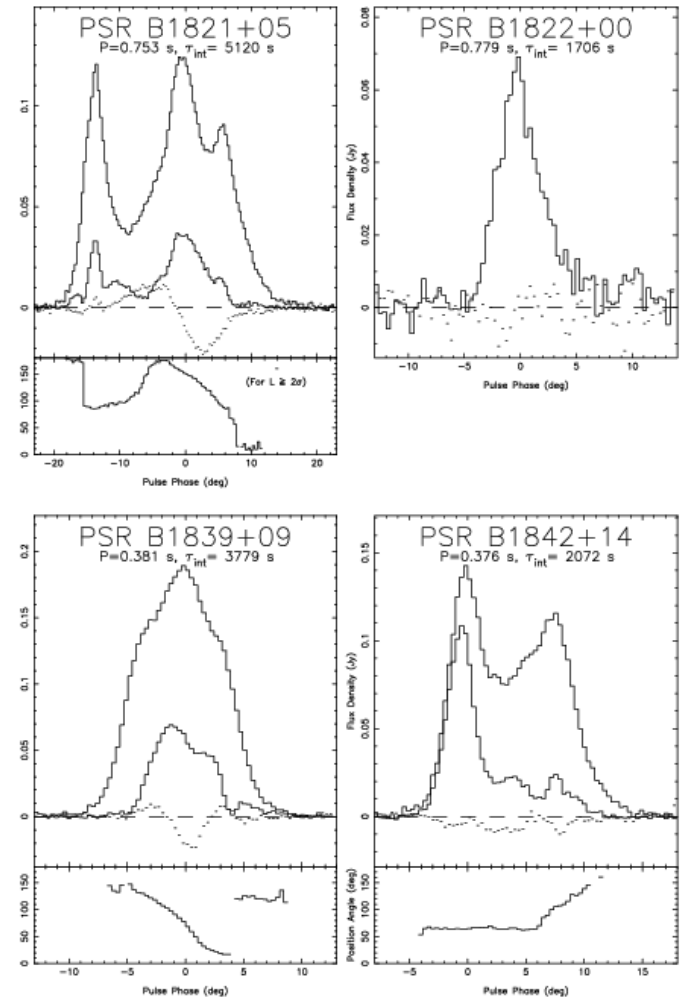 PSR B1821+05
P=0.753 s, τint= 5120 s
0.1
0.05
0
150
100
50
0
(For L ≧ 2σ)
−20 −10 0 10 20
Pulse Phase (deg)
PSR B1822+00
P=0.779 s, τint= 1706 s
0.08
0.06
0.04
0.02
0
Flux Density (Jy)
−10 −5 0 5 10
Pulse Phase (deg)
PSR B1839+09
P=0.381 s, τint= 3779 s
0.2
0.15
0.1
0.05
0
150
100
50
0
−10 −5 0 5 10
Pulse Phase (deg)
PSR B1842+14
P=0.376 s, τint= 2072 s
0.15
0.1
0.05
0
Flux Density (Jy)
150
100
50
0
Position Angle (deg)
−5 0 5 10 15
Pulse Phase (deg)